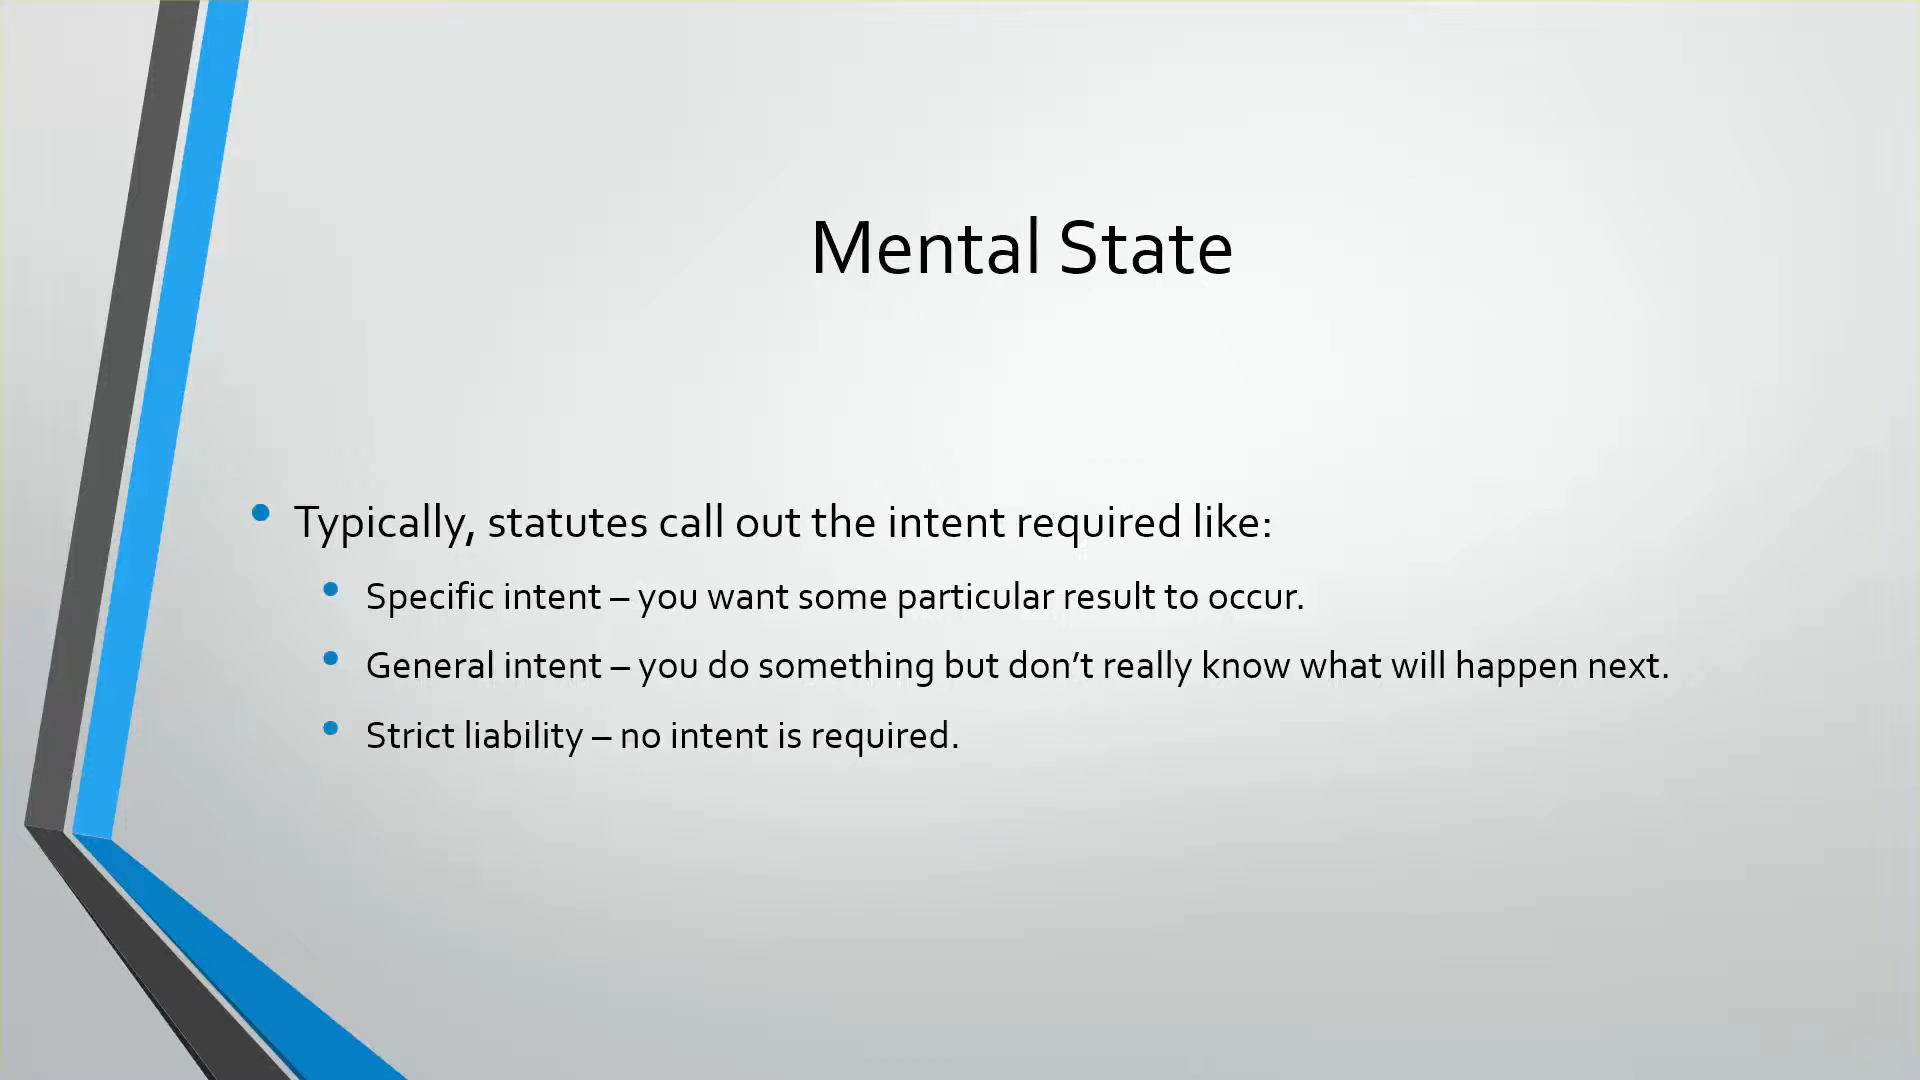 Mental State
Typically, statutes call out the intent required like:
Specific intent – you want some particular result to occur.
General intent – you do something but don’t really know what will happen next.
Strict liability – no intent is required.